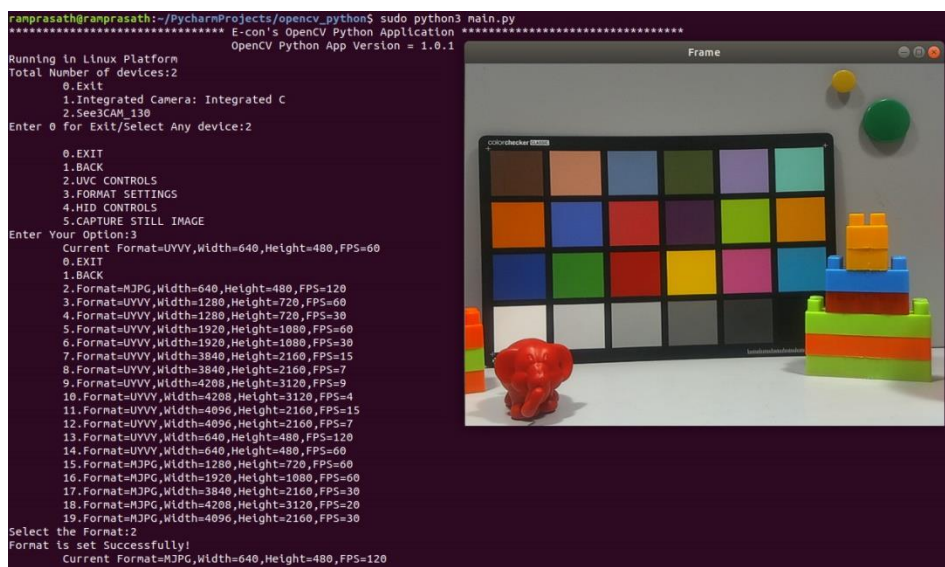 ramprasath@ramprasath:~/PycharmProjects/opencv_python$ sudo python3 main.py
******************************** E-con's OpenCV Python Application *********************************
OpenCV Python App Version = 1.0.1
Running in Linux Platform
Total Number of devices:2
0.Exit
1.Integrated Camera: Integrated C
2.See3CAM_130
Enter 0 for Exit/Select Any device:2
0.EXIT
1.BACK
2.UVC CONTROLS
3.FORMAT SETTINGS
4.HID CONTROLS
5.CAPTURE STILL IMAGE
Enter Your Option:3
Current Format=UYVY,Width=640,Height=480,FPS=60
0.EXIT
1.BACK
2.Format=MJPG,Width=640,Height=480,FPS=120
3.Format=UYVY,Width=1280,Height=720,FPS=60
4.Format=UYVY,Width=1280,Height=720,FPS=30
5.Format=UYVY,Width=1920,Height=1080,FPS=60
6.Format=UYVY,Width=1920,Height=1080,FPS=30
7.Format=UYVY,Width=3840,Height=2160,FPS=15
8.Format=UYVY,Width=3840,Height=2160,FPS=7
9.Format=UYVY,Width=4208,Height=3120,FPS=9
10.Format=UYVY,Width=4208,Height=3120,FPS=4
11.Format=UYVY,Width=4096,Height=2160,FPS=15
12.Format=UYVY,Width=4096,Height=2160,FPS=7
13.Format=UYVY,Width=640,Height=480,FPS=120
14.Format=UYVY,Width=640,Height=480,FPS=60
15.Format=MJPG,Width=1280,Height=720,FPS=60
16.Format=MJPG,Width=1920,Height=1080,FPS=60
17.Format=MJPG,Width=3840,Height=2160,FPS=30
18.Format=MJPG,Width=4208,Height=3120,FPS=20
19.Format=MJPG,Width=4096,Height=2160,FPS=30
Select the Format:2
Format is set Successfully!
Current Format=MJPG,Width=640,Height=480,FPS=120
Frame
colorchecker CLASSIC